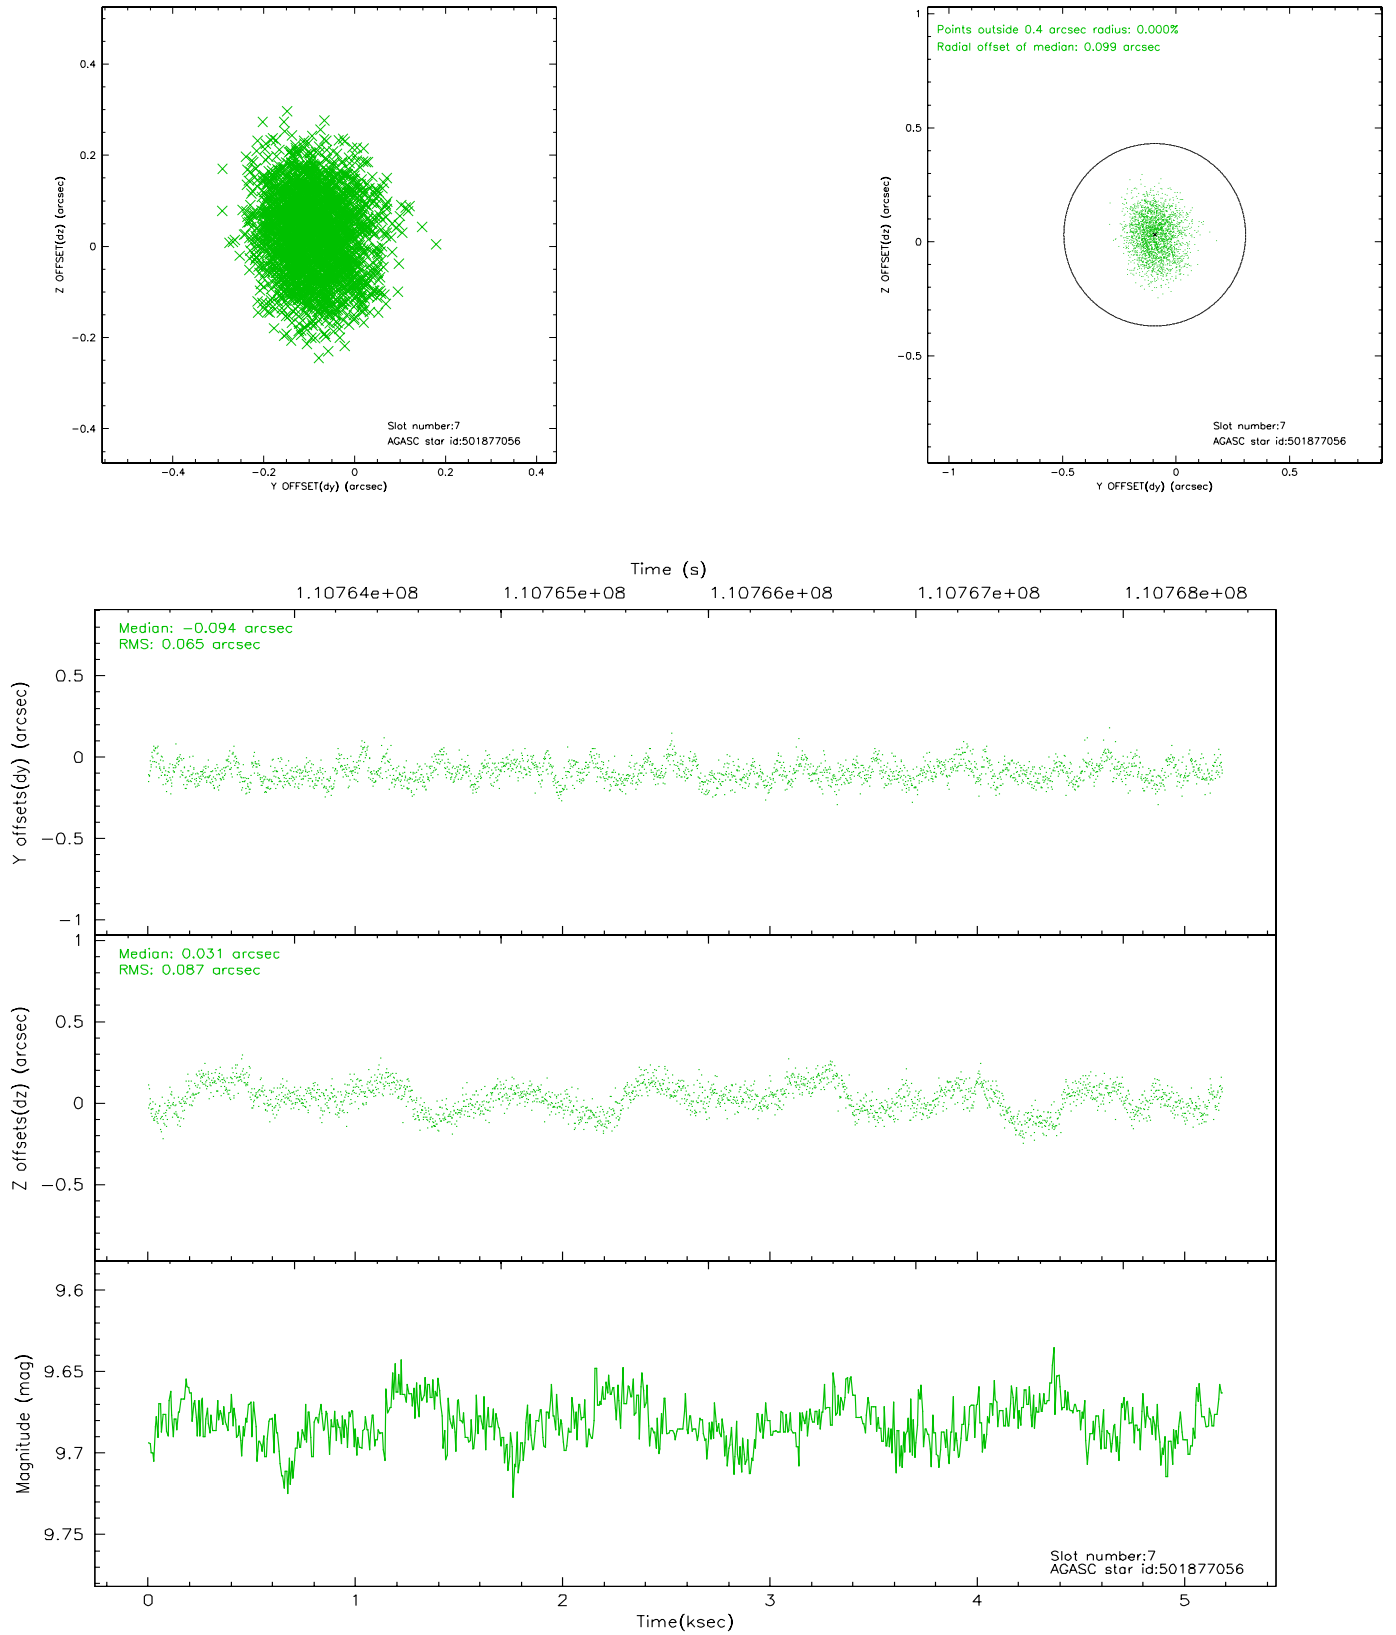 0.4
0.2
0
−0.2
−0.4
Z OFFSET(dz) (arcsec)
Slot number:7
AGASC star id:501877056
−0.4 −0.2 0 0.2 0.4
Y OFFSET(dy) (arcsec)
Points outside 0.4 arcsec radius: 0.000%
Radial offset of median: 0.099 arcsec
1
0.5
0
−0.5
Z OFFSET(dz) (arcsec)
Slot number:7
AGASC star id:501877056
−1 −0.5 0 0.5
Y OFFSET(dy) (arcsec)
Time (s)
1.10764e+08 1.10765e+08 1.10766e+08 1.10767e+08 1.10768e+08
Median: −0.094 arcsec
RMS: 0.065 arcsec
0.5
0
−0.5
−1
Y offsets(dy) (arcsec)
Median: 0.031 arcsec
RMS: 0.087 arcsec
1
0.5
0
−0.5
Z offsets(dz) (arcsec)
9.6
9.65
9.7
9.75
Magnitude (mag)
Slot number:7
AGASC star id:501877056
0 1 2 3 4 5
Time(ksec)